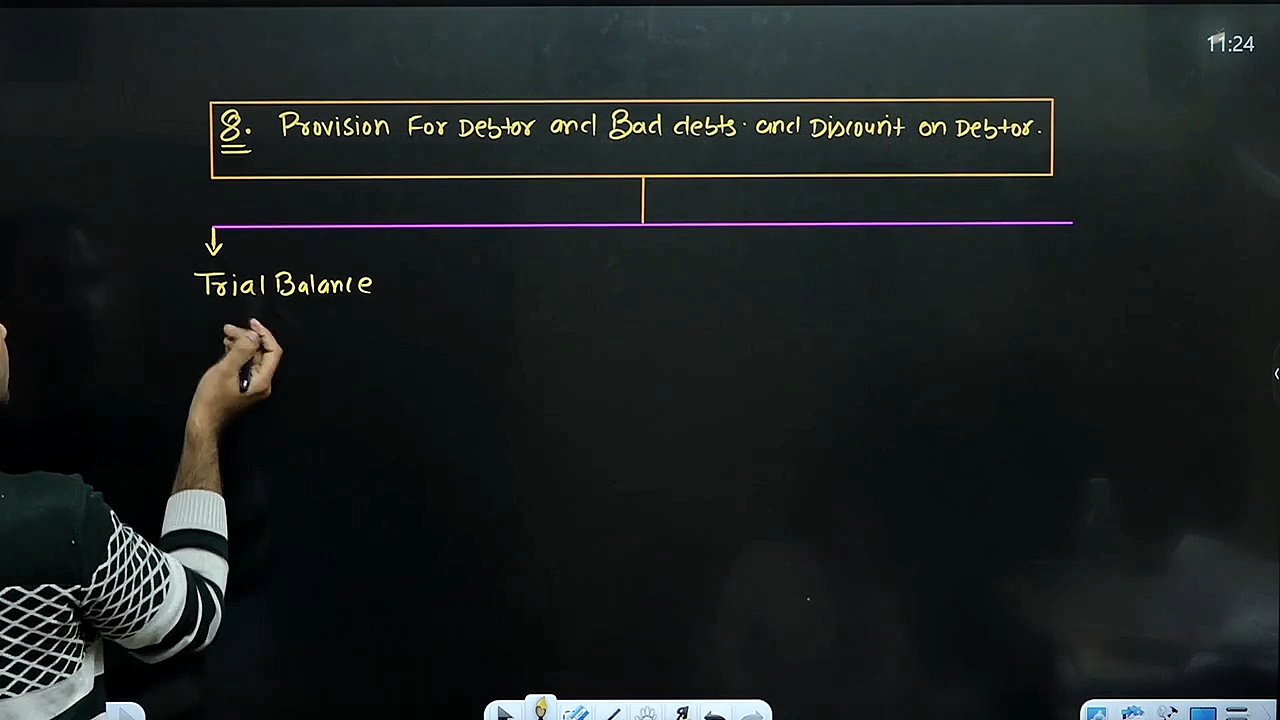 11:24
8. Provision For Debtor and Bad debts. and Discount on Debtor.
Trial Balance